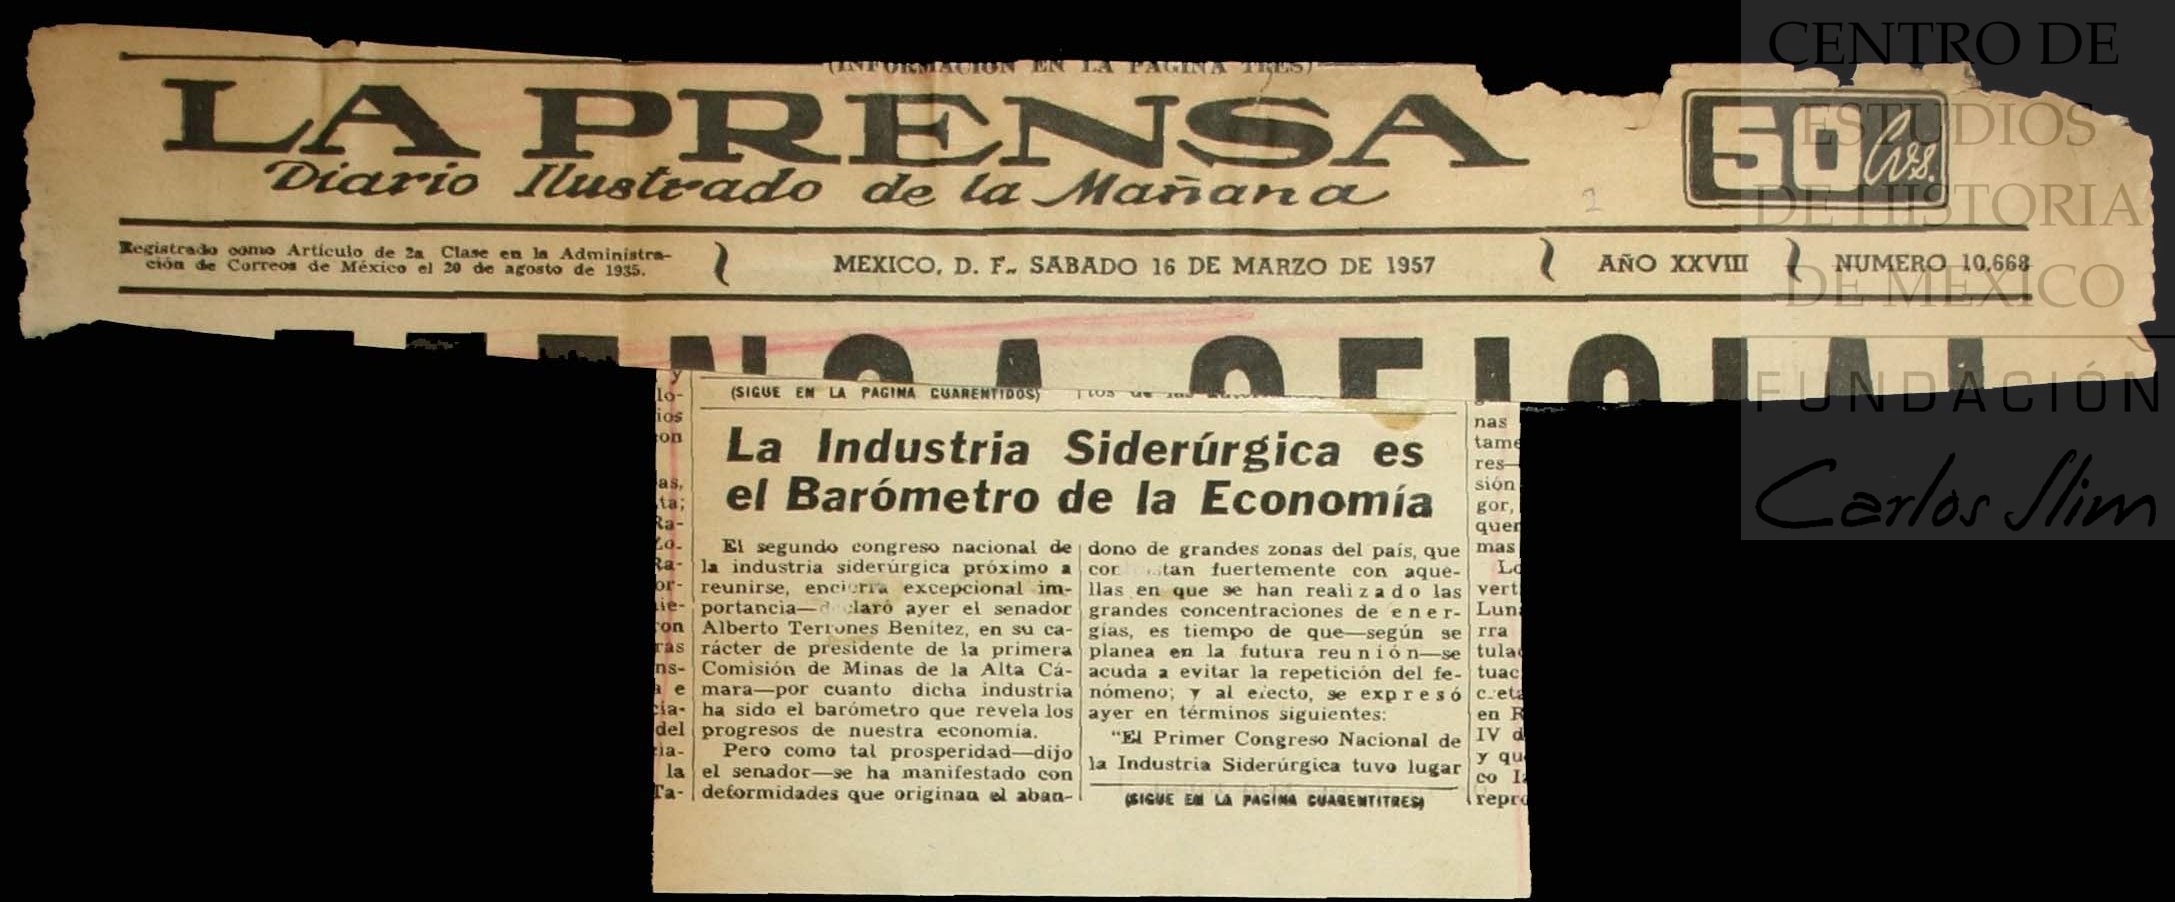 (INFORMACION EN LA PAGINA TRES)
LA PRENSA
Diario Ilustrado de la Mañana
50 Cvs.
Registrado como Artículo de 2a Clase en la Administra-
ción de Correos de México el 20 de agosto de 1935.
MEXICO, D. F., SABADO 16 DE MARZO DE 1957
AÑO XXVIII
NUMERO 10,668
OFICIAL
(SIGUE EN LA PAGINA CUARENTIDOS)
La Industria Siderúrgica es
el Barómetro de la Economía
El segundo congreso nacional de
la industria siderúrgica próximo a
reunirse, encierra excepcional im-
portancia—declaró ayer el senador
Alberto Terrones Benítez, en su ca-
rácter de presidente de la primera
Comisión de Minas de la Alta Cá-
mara—por cuanto dicha industria
ha sido el barómetro que revela los
progresos de nuestra economía.
Pero como tal prosperidad—dijo
el senador—se ha manifestado con
deformidades que originan el aban-
dono de grandes zonas del país, que
fuertemente con aque-
llas en que se han realizado las
grandes concentraciones de ener-
gías, es tiempo de que—según se
planea en la futura reunión—se
acuda a evitar la repetición del fe-
nómeno; y al efecto, se expresó
ayer en términos siguientes:
"El Primer Congreso Nacional de
la Industria Siderúrgica tuvo lugar
(SIGUE EN LA PAGINA CUARENTITRES)
CENTRO DE
ESTUDIOS
DE HISTORIA
DE MEXICO
FUNDACIÓN
Carlos Slim